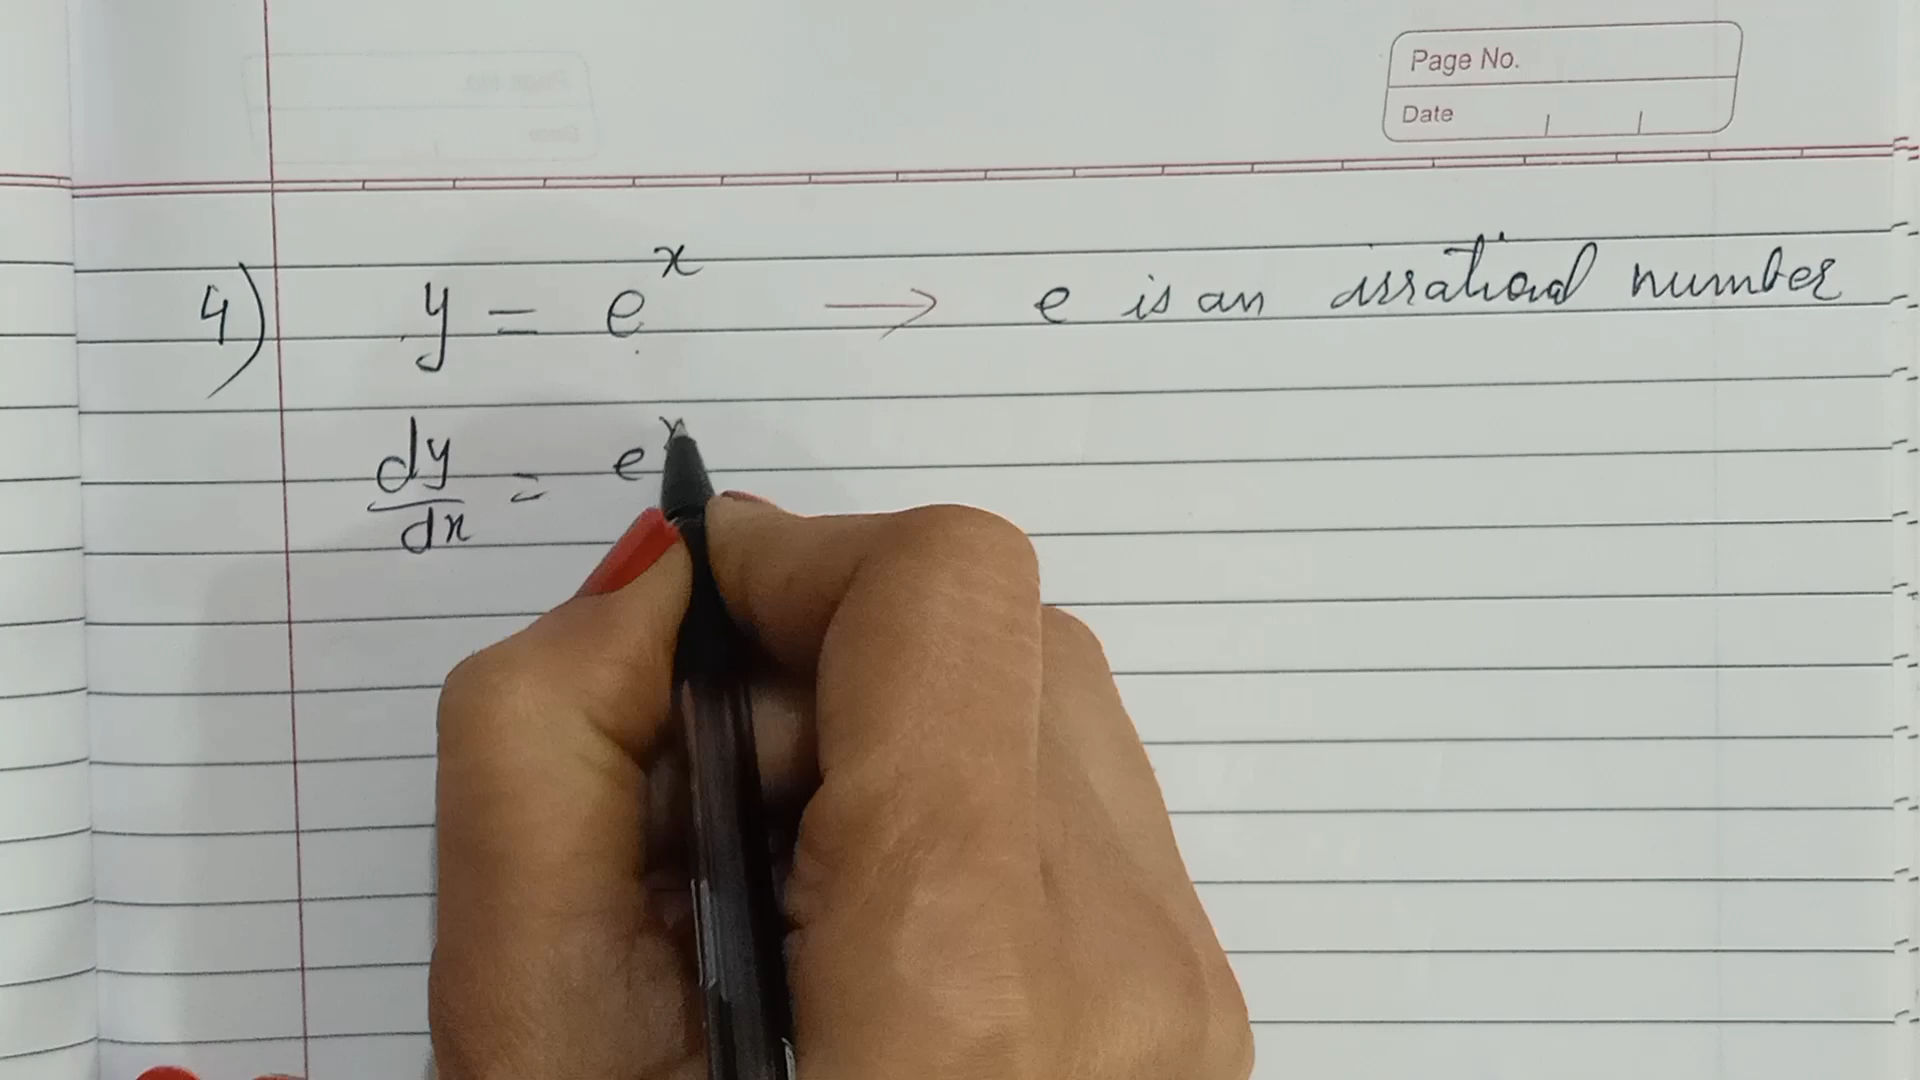 Page No.
Date
4) y = e^x → e is an irrational number
dy/dx = e^x